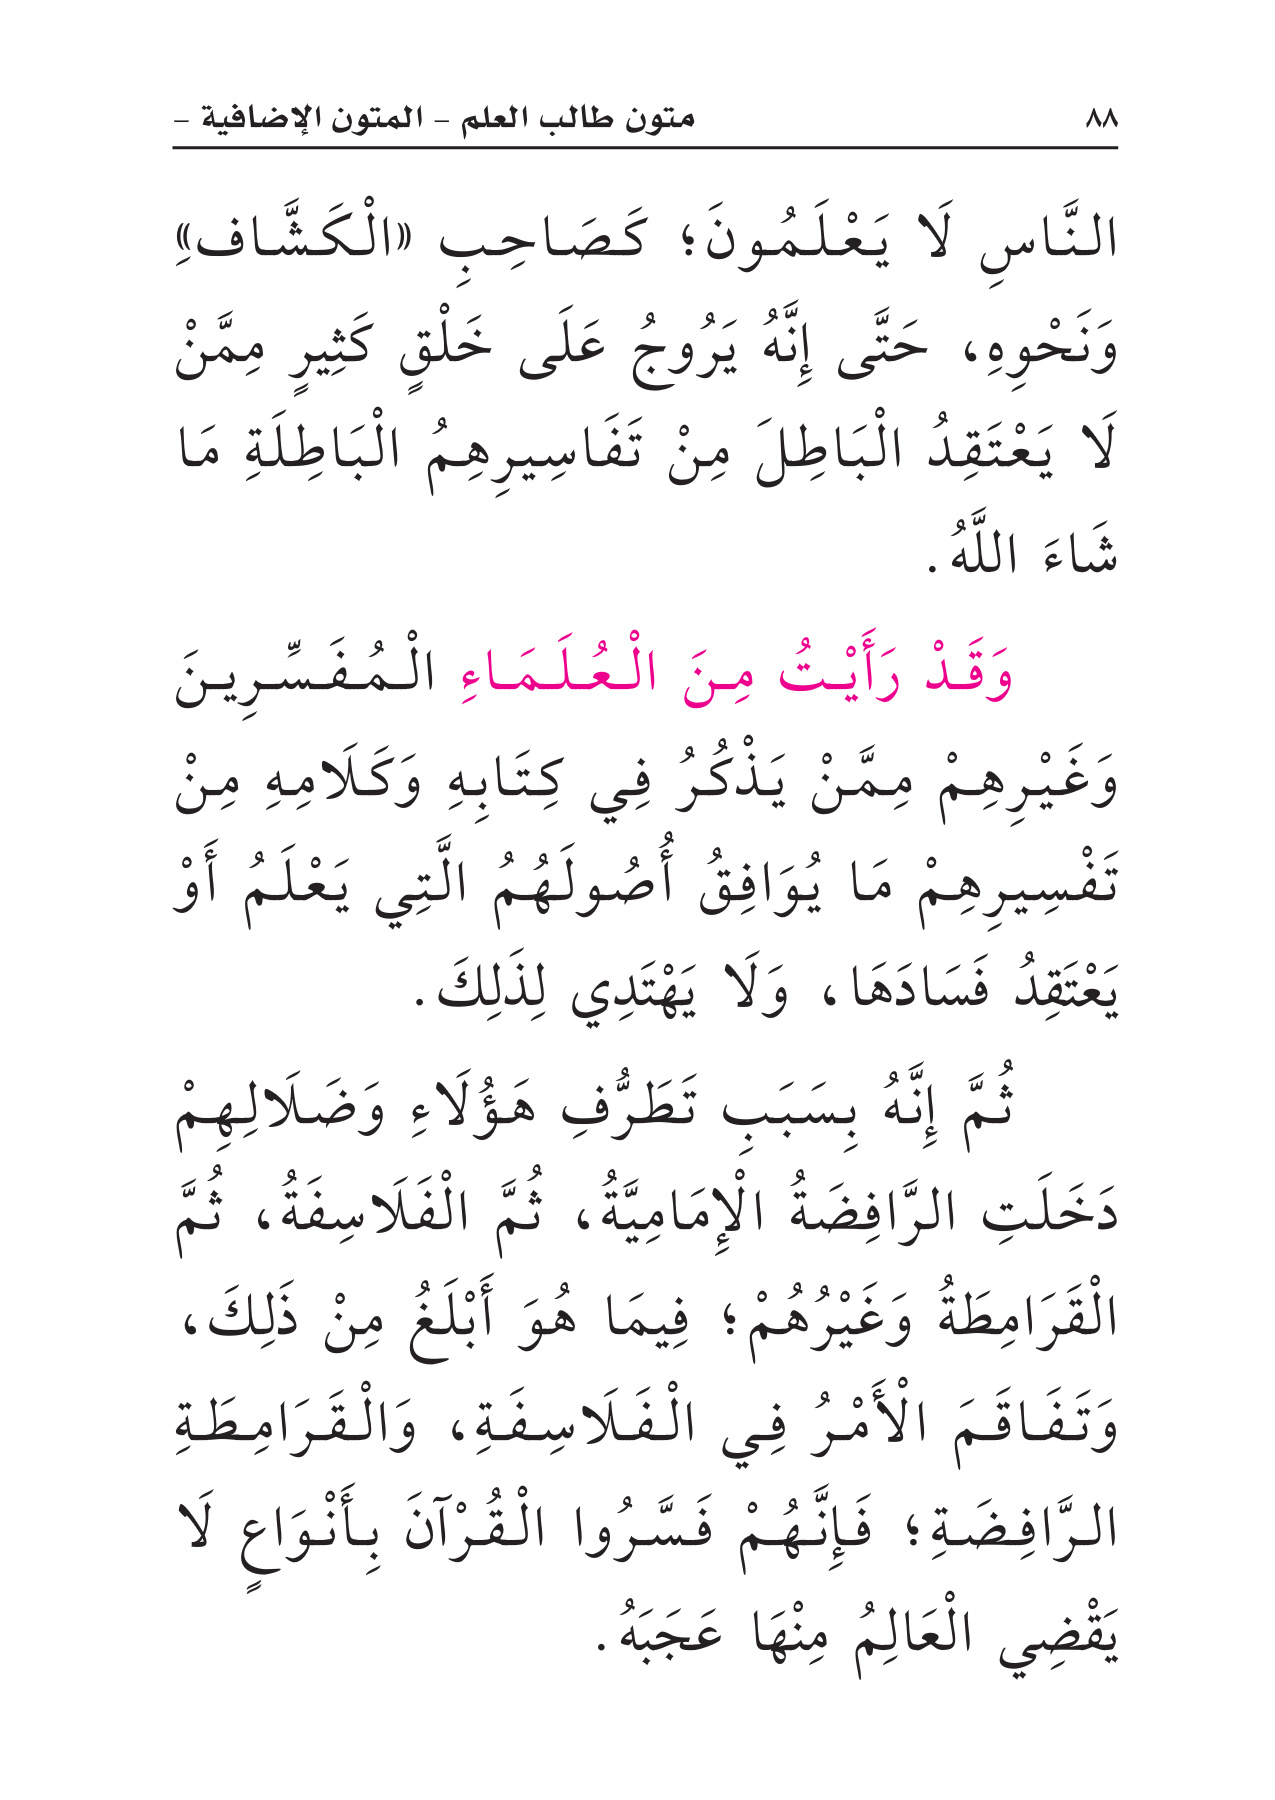 ٨٨ متون طالب العلم – المتون الإضافية –
النَّاسِ لَا يَعْلَمُونَ؛ كَصَاحِبِ «الْكَشَّافِ»
وَنَحْوِهِ، حَتَّى إِنَّهُ يَرُوجُ عَلَى خَلْقٍ كَثِيرٍ مِمَّنْ
لَا يَعْتَقِدُ الْبَاطِلَ مِنْ تَفَاسِيرِهِمُ الْبَاطِلَةِ مَا
شَاءَ اللَّهُ.
وَقَدْ رَأَيْتُ مِنَ الْعُلَمَاءِ الْمُفَسِّرِينَ
وَغَيْرِهِمْ مِمَّنْ يَذْكُرُ فِي كِتَابِهِ وَكَلَامِهِ مِنْ
تَفْسِيرِهِمْ مَا يُوَافِقُ أُصُولَهُمُ الَّتِي يَعْلَمُ أَوْ
يَعْتَقِدُ فَسَادَهَا، وَلَا يَهْتَدِي لِذَلِكَ.
ثُمَّ إِنَّهُ بِسَبَبِ تَطَرُّفِ هَؤُلَاءِ وَضَلَالِهِمْ
دَخَلَتِ الرَّافِضَةُ الْإِمَامِيَّةُ، ثُمَّ الْفَلَاسِفَةُ، ثُمَّ
الْقَرَامِطَةُ وَغَيْرُهُمْ؛ فِيمَا هُوَ أَبْلَغُ مِنْ ذَلِكَ،
وَتَفَاقَمَ الْأَمْرُ فِي الْفَلَاسِفَةِ، وَالْقَرَامِطَةِ
الرَّافِضَةِ؛ فَإِنَّهُمْ فَسَّرُوا الْقُرْآنَ بِأَنْوَاعٍ لَا
يَقْضِي الْعَالِمُ مِنْهَا عَجَبَهُ.